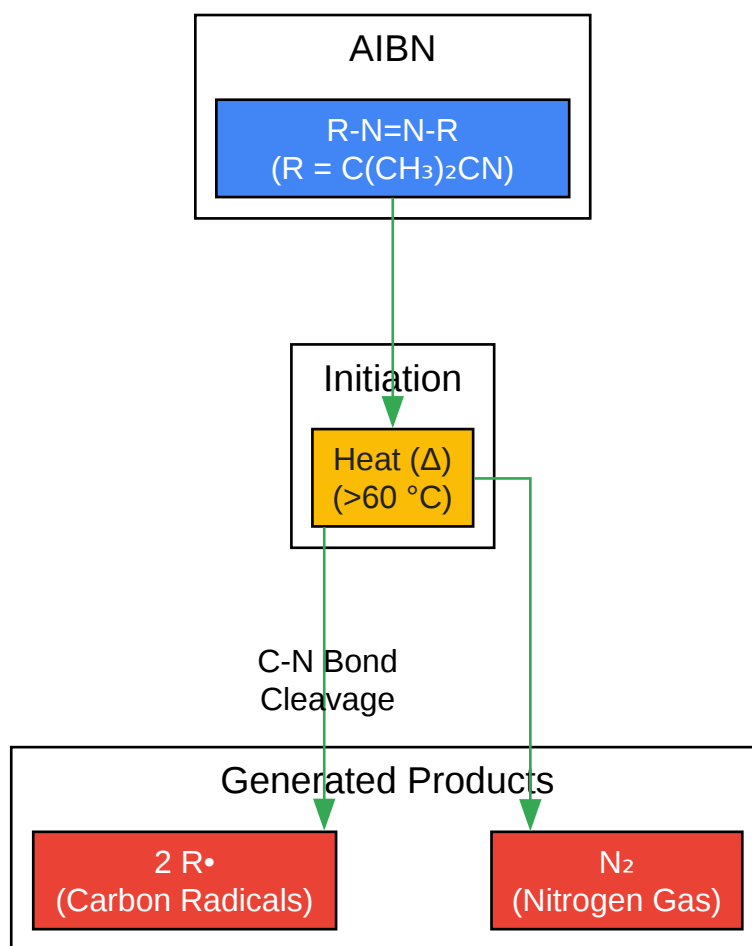 AIBN
R-N=N-R
(R = C(CH₃)₂CN)
Initiation
Heat (Δ)
(>60 °C)
C-N Bond
Cleavage
Generated Products
2 R•
(Carbon Radicals)
N₂
(Nitrogen Gas)